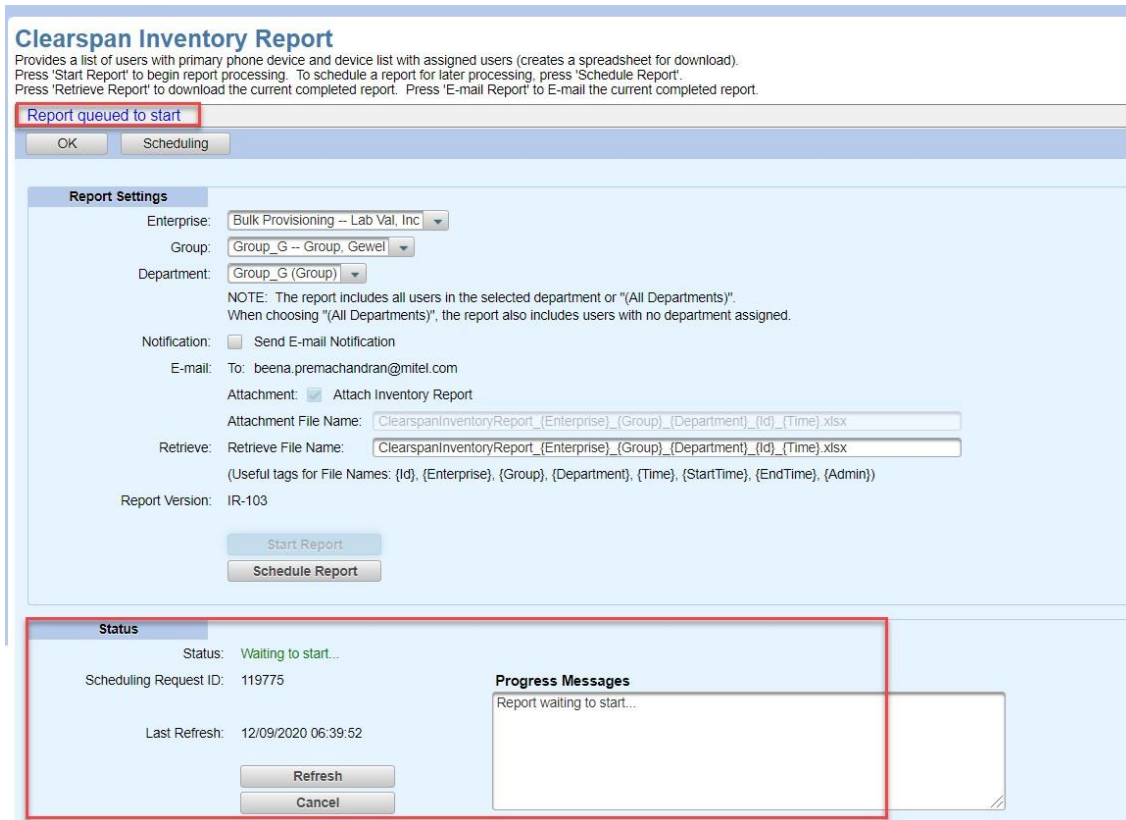 Clearspan Inventory Report
Provides a list of users with primary phone device and device list with assigned users (creates a spreadsheet for download).
Press 'Start Report' to begin report processing. To schedule a report for later processing, press 'Schedule Report'.
Press 'Retrieve Report' to download the current completed report. Press 'E-mail Report' to E-mail the current completed report.
Report queued to start
OK Scheduling
Report Settings
Enterprise: Bulk Provisioning -- Lab Val, Inc
Group: Group_G -- Group, Gewel
Department: Group_G (Group)
NOTE: The report includes all users in the selected department or "(All Departments)".
When choosing "(All Departments)", the report also includes users with no department assigned.
Notification: Send E-mail Notification
E-mail: To: beena.premachandran@mitel.com
Attachment: Attach Inventory Report
Attachment File Name: ClearspanInventoryReport_{Enterprise}_{Group}_{Department}_{Id}_{Time}.xlsx
Retrieve: Retrieve File Name: ClearspanInventoryReport_{Enterprise}_{Group}_{Department}_{Id}_{Time}.xlsx
(Useful tags for File Names: {Id}, {Enterprise}, {Group}, {Department}, {Time}, {StartTime}, {EndTime}, {Admin})
Report Version: IR-103
Start Report
Schedule Report
Status
Status: Waiting to start...
Scheduling Request ID: 119775 Progress Messages
Report waiting to start...
Last Refresh: 12/09/2020 06:39:52
Refresh
Cancel